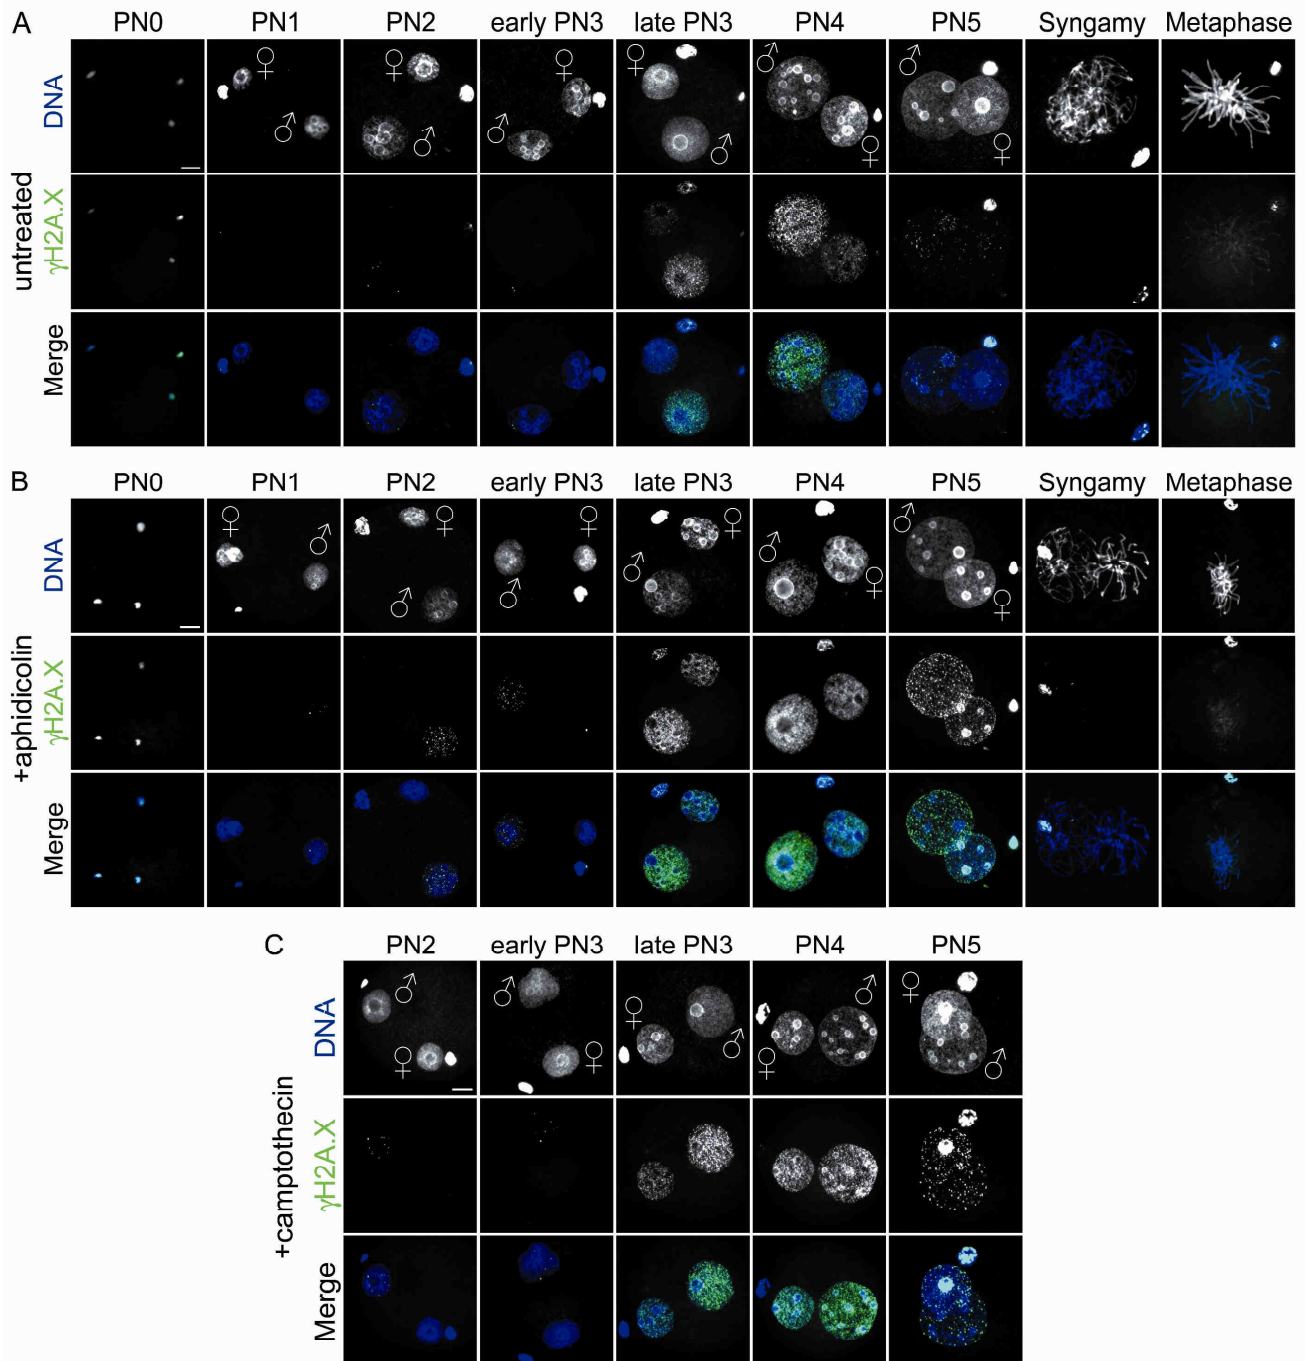 A
PN0 PN1 PN2 early PN3 late PN3 PN4 PN5 Syngamy Metaphase
untreated
DNA
♀ ♂ ♀ ♂ ♀ ♂ ♀ ♂ ♂ ♀ ♂ ♀
γH2A.X
Merge
B
PN0 PN1 PN2 early PN3 late PN3 PN4 PN5 Syngamy Metaphase
+aphidicolin
DNA
♀ ♂ ♀ ♂ ♀ ♂ ♀ ♂ ♂ ♀ ♂ ♀
γH2A.X
Merge
C
PN2 early PN3 late PN3 PN4 PN5
+camptothecin
DNA
♂ ♀ ♂ ♀ ♀ ♂ ♂ ♀ ♀ ♂
γH2A.X
Merge